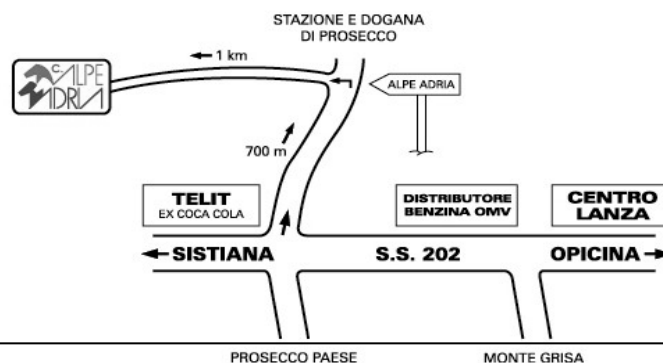 STAZIONE E DOGANA
DI PROSECCO
1 km
C. ALPE
ADRIA
ALPE ADRIA
700 m
TELIT
EX COCA COLA
DISTRIBUTORE
BENZINA OMV
CENTRO
LANZA
SISTIANA
S.S. 202
OPICINA
PROSECCO PAESE
MONTE GRISA